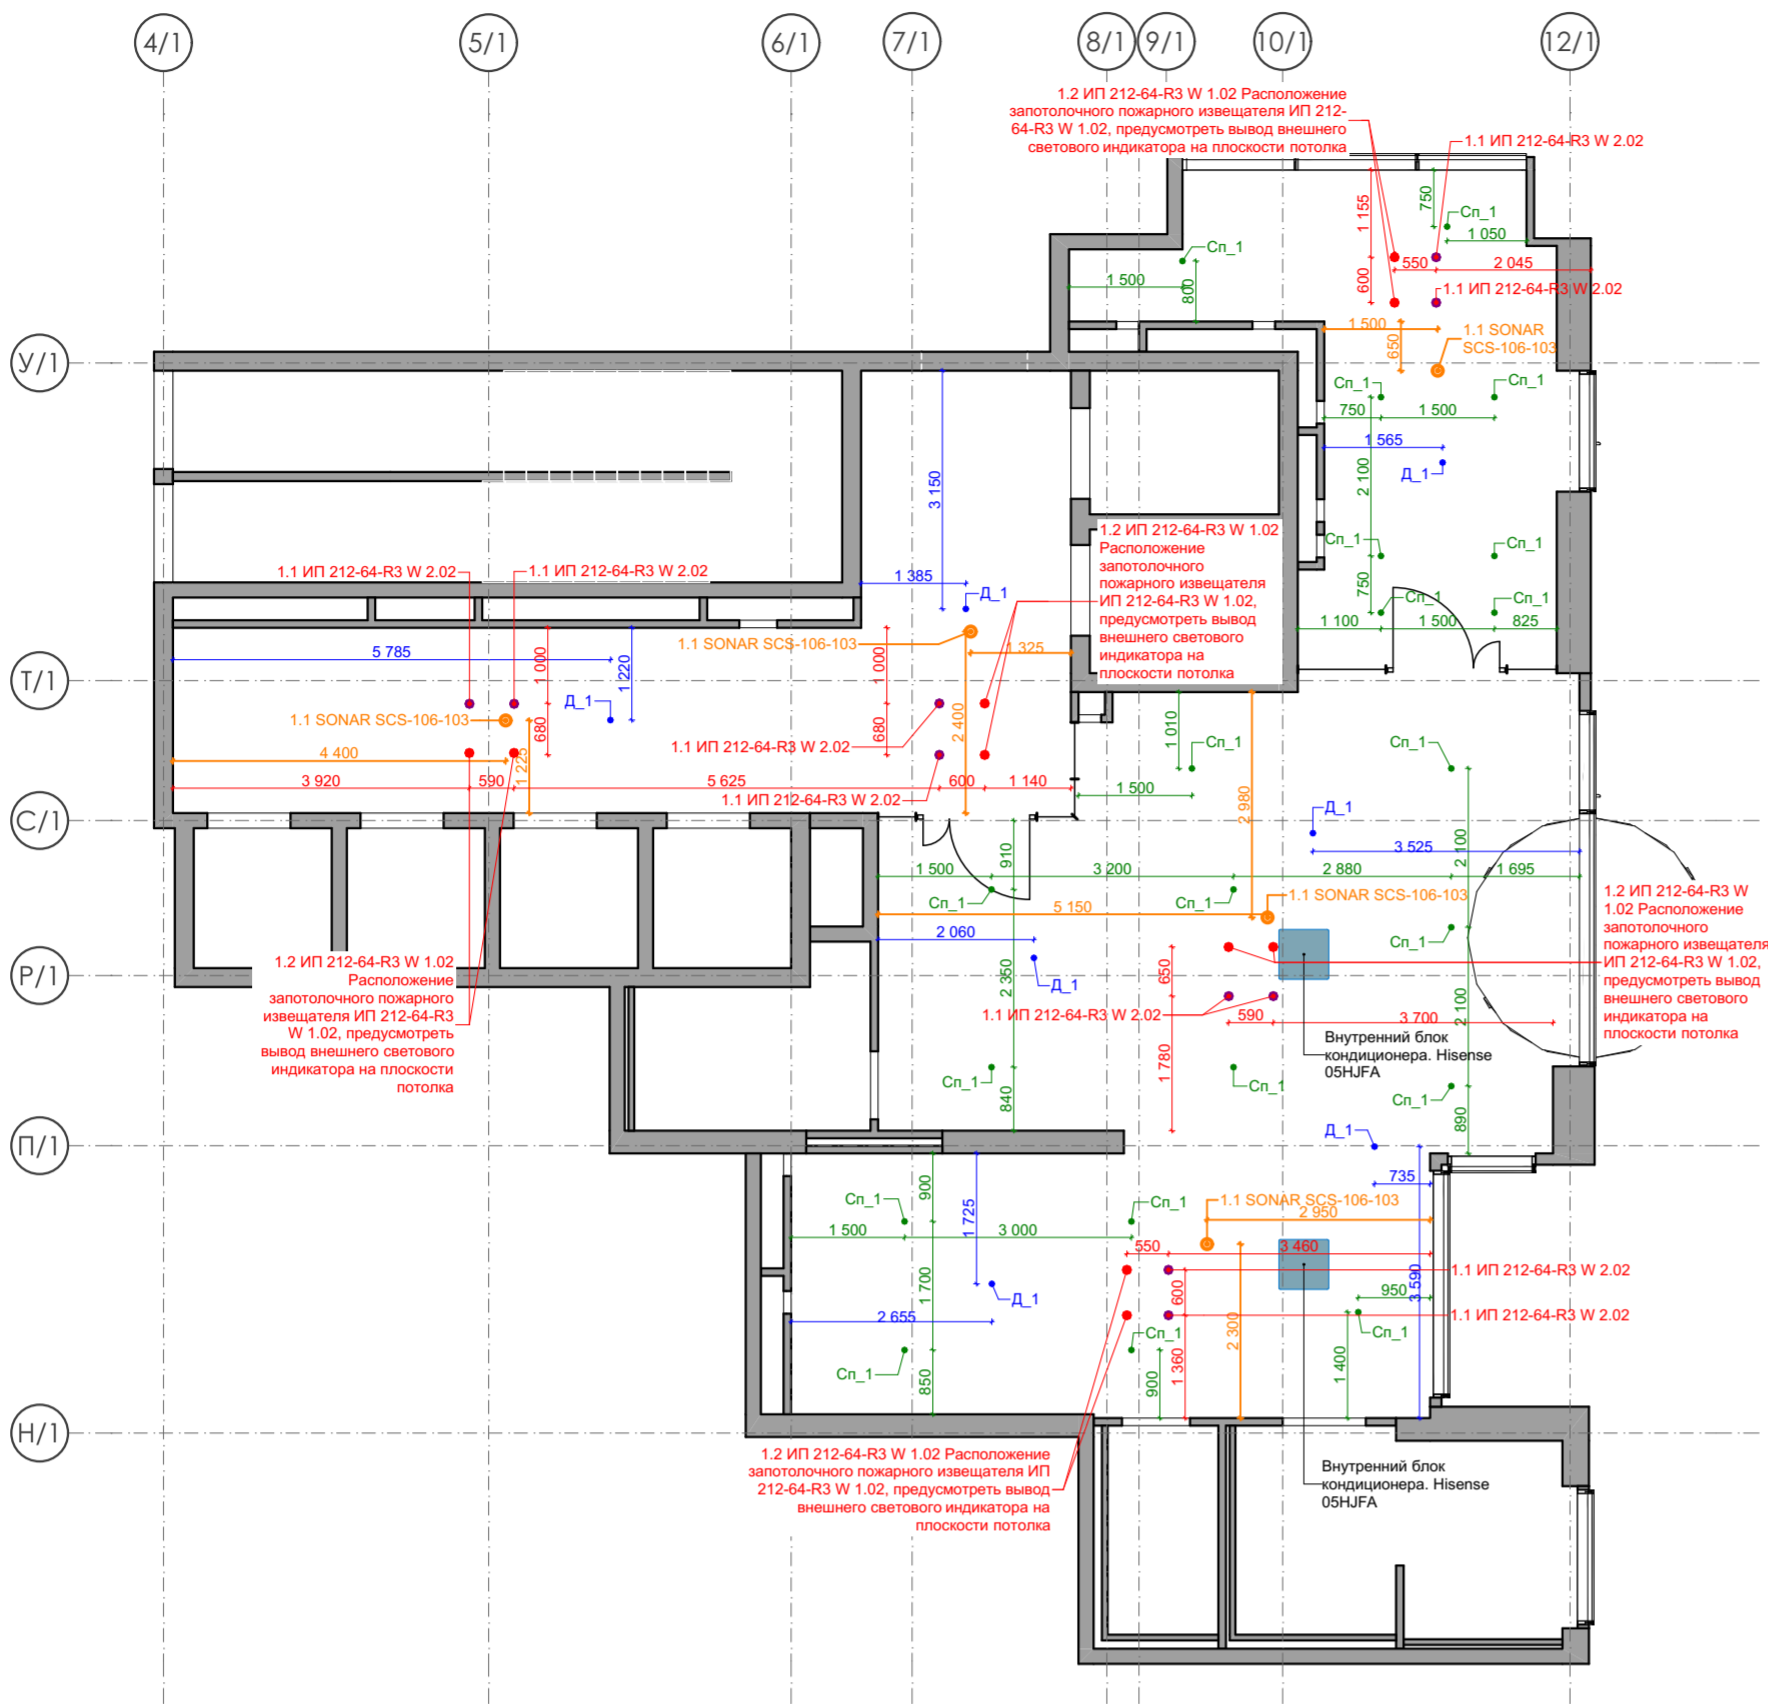 4/1
5/1
6/1
7/1
8/1
9/1
10/1
12/1
У/1
Т/1
С/1
Р/1
П/1
Н/1
1.2 ИП 212-64-R3 W 1.02 Расположение
запотолочного пожарного извещателя ИП 212-
64-R3 W 1.02, предусмотреть вывод внешнего
светового индикатора на плоскости потолка
1.1 ИП 212-64-R3 W 2.02
1 155
750
Сп_1
1 050
Сп_1
550
2 045
1 500
800
600
1.1 ИП 212-64-R3 W 2.02
1 500
650
1.1 SONAR
SCS-106-103
Сп_1
Сп_1
750
1 500
1 565
2 100
Д_1
3 150
1.2 ИП 212-64-R3 W 1.02
Расположение
запотолочного
пожарного извещателя
ИП 212-64-R3 W 1.02,
предусмотреть вывод
внешнего светового
индикатора на
плоскости потолка
Сп_1
Сп_1
750
Сп_1
Сп_1
1 100
1 500
825
1.1 ИП 212-64-R3 W 2.02
1.1 ИП 212-64-R3 W 2.02
1 385
Д_1
5 785
1 000
1 220
1.1 SONAR SCS-106-103
1 000
1 325
Д_1
1.1 SONAR SCS-106-103
680
4 400
1 225
680
2 400
1.1 ИП 212-64-R3 W 2.02
3 920
590
5 625
600
1 140
1.1 ИП 212-64-R3 W 2.02
1 010
Сп_1
1 500
2 980
Сп_1
Д_1
3 525
2 100
910
1 500
3 200
2 880
1 695
Сп_1
Сп_1
1.1 SONAR SCS-106-103
5 150
2 060
Д_1
2 350
650
Сп_1
1.2 ИП 212-64-R3 W
1.02 Расположение
запотолочного
пожарного извещателя
ИП 212-64-R3 W 1.02,
предусмотреть вывод
внешнего светового
индикатора на
плоскости потолка
1.2 ИП 212-64-R3 W 1.02
Расположение
запотолочного пожарного
извещателя ИП 212-64-R3
W 1.02, предусмотреть
вывод внешнего светового
индикатора на плоскости
потолка
1.1 ИП 212-64-R3 W 2.02
590
3 700
2 100
1 780
Внутренний блок
кондиционера. Hisense
05HJFA
Сп_1
Сп_1
Сп_1
840
890
Д_1
735
900
1 725
Сп_1
Сп_1
1.1 SONAR SCS-106-103
2 950
1 500
3 000
550
3 460
1.1 ИП 212-64-R3 W 2.02
1 700
Д_1
600
950
3 590
2 655
1.1 ИП 212-64-R3 W 2.02
Сп_1
Сп_1
2 300
Сп_1
850
900
1 360
1 400
1.2 ИП 212-64-R3 W 1.02 Расположение
запотолочного пожарного извещателя ИП
212-64-R3 W 1.02, предусмотреть вывод
внешнего светового индикатора на
плоскости потолка
Внутренний блок
кондиционера. Hisense
05HJFA